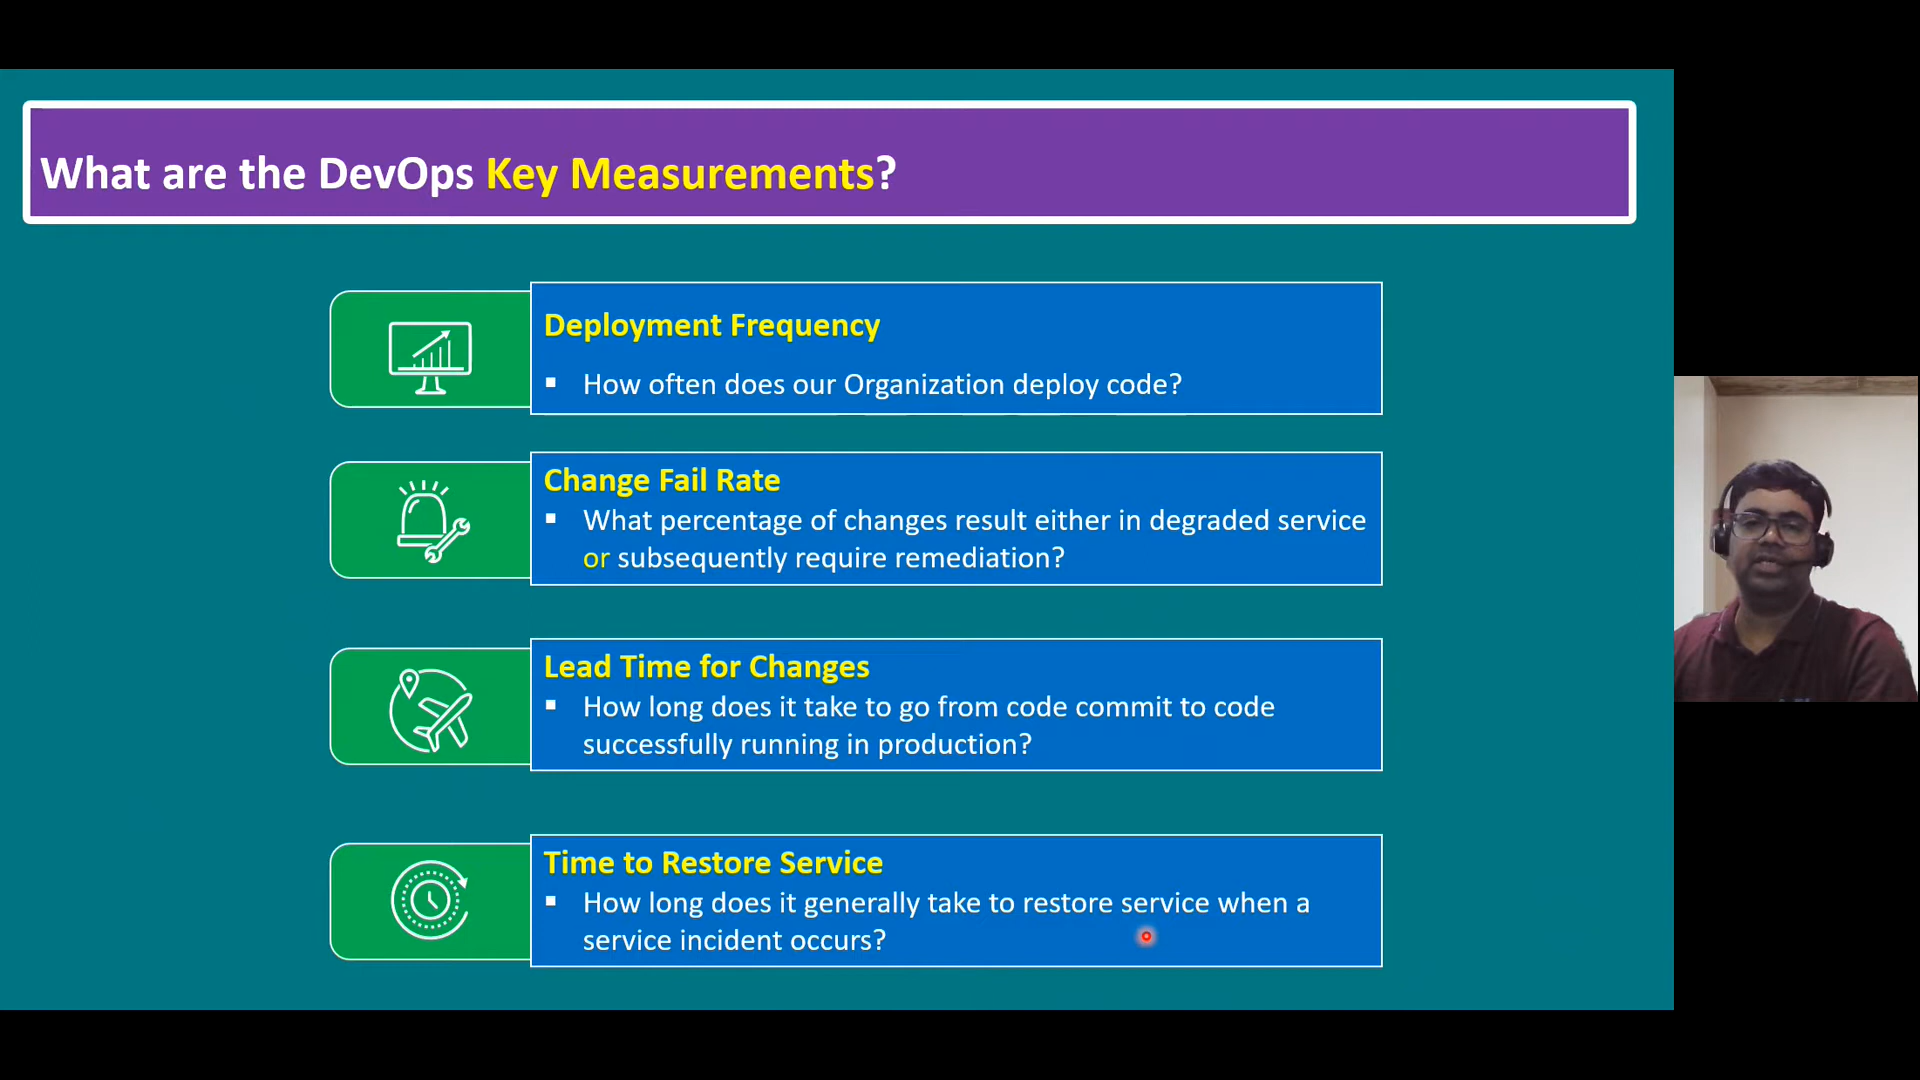 What are the DevOps Key Measurements?
Deployment Frequency
▪ How often does our Organization deploy code?
Change Fail Rate
▪ What percentage of changes result either in degraded service
or subsequently require remediation?
Lead Time for Changes
▪ How long does it take to go from code commit to code
successfully running in production?
Time to Restore Service
▪ How long does it generally take to restore service when a
service incident occurs?